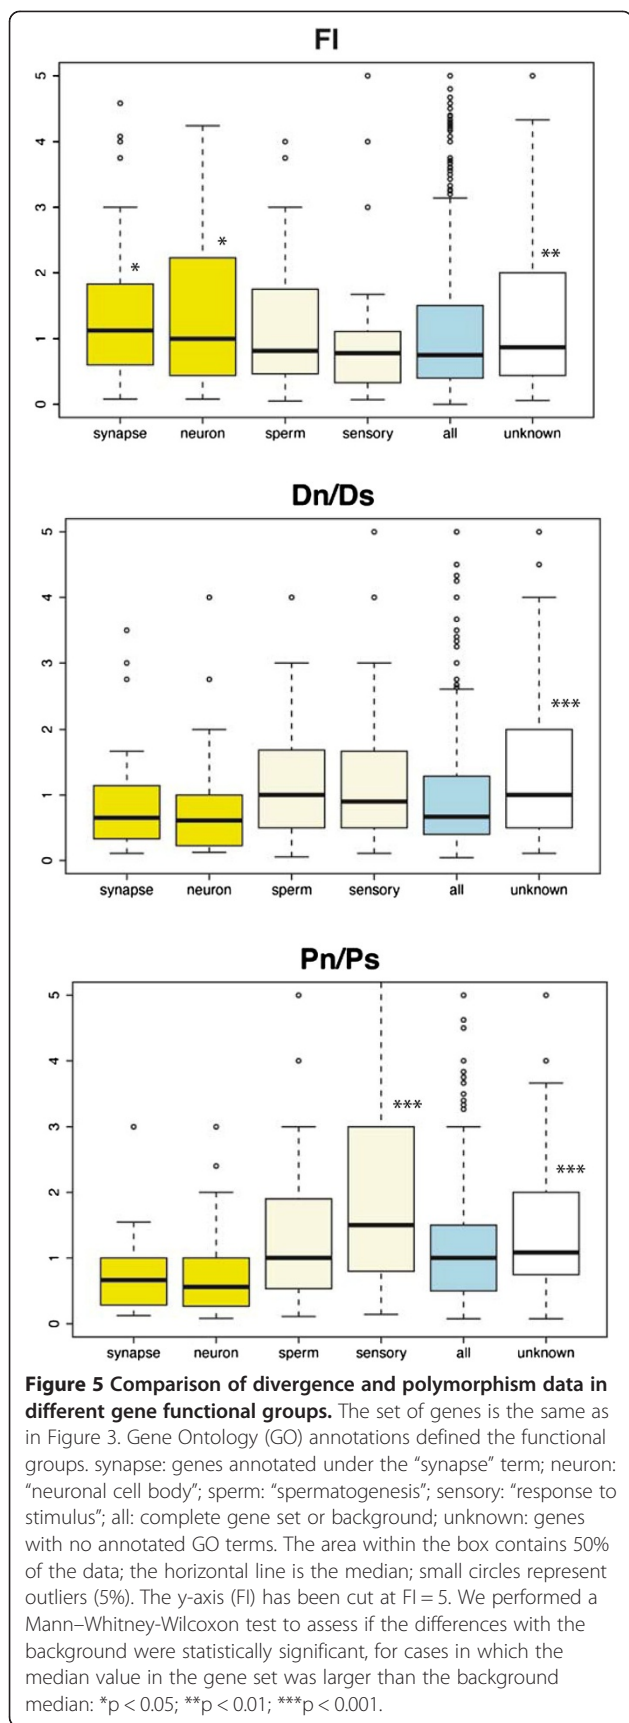 FI
5
4
3
2
1
0
*
*
**
synapse neuron sperm sensory all unknown
Dn/Ds
5
4
3
2
1
0
***
synapse neuron sperm sensory all unknown
Pn/Ps
5
4
3
2
1
0
***
***
synapse neuron sperm sensory all unknown
Figure 5 Comparison of divergence and polymorphism data in
different gene functional groups. The set of genes is the same as
in Figure 3. Gene Ontology (GO) annotations defined the functional
groups. synapse: genes annotated under the “synapse” term; neuron:
“neuronal cell body”; sperm: “spermatogenesis”; sensory: “response to
stimulus”; all: complete gene set or background; unknown: genes
with no annotated GO terms. The area within the box contains 50%
of the data; the horizontal line is the median; small circles represent
outliers (5%). The y-axis (FI) has been cut at FI = 5. We performed a
Mann–Whitney-Wilcoxon test to assess if the differences with the
background were statistically significant, for cases in which the
median value in the gene set was larger than the background
median: *p < 0.05; **p < 0.01; ***p < 0.001.